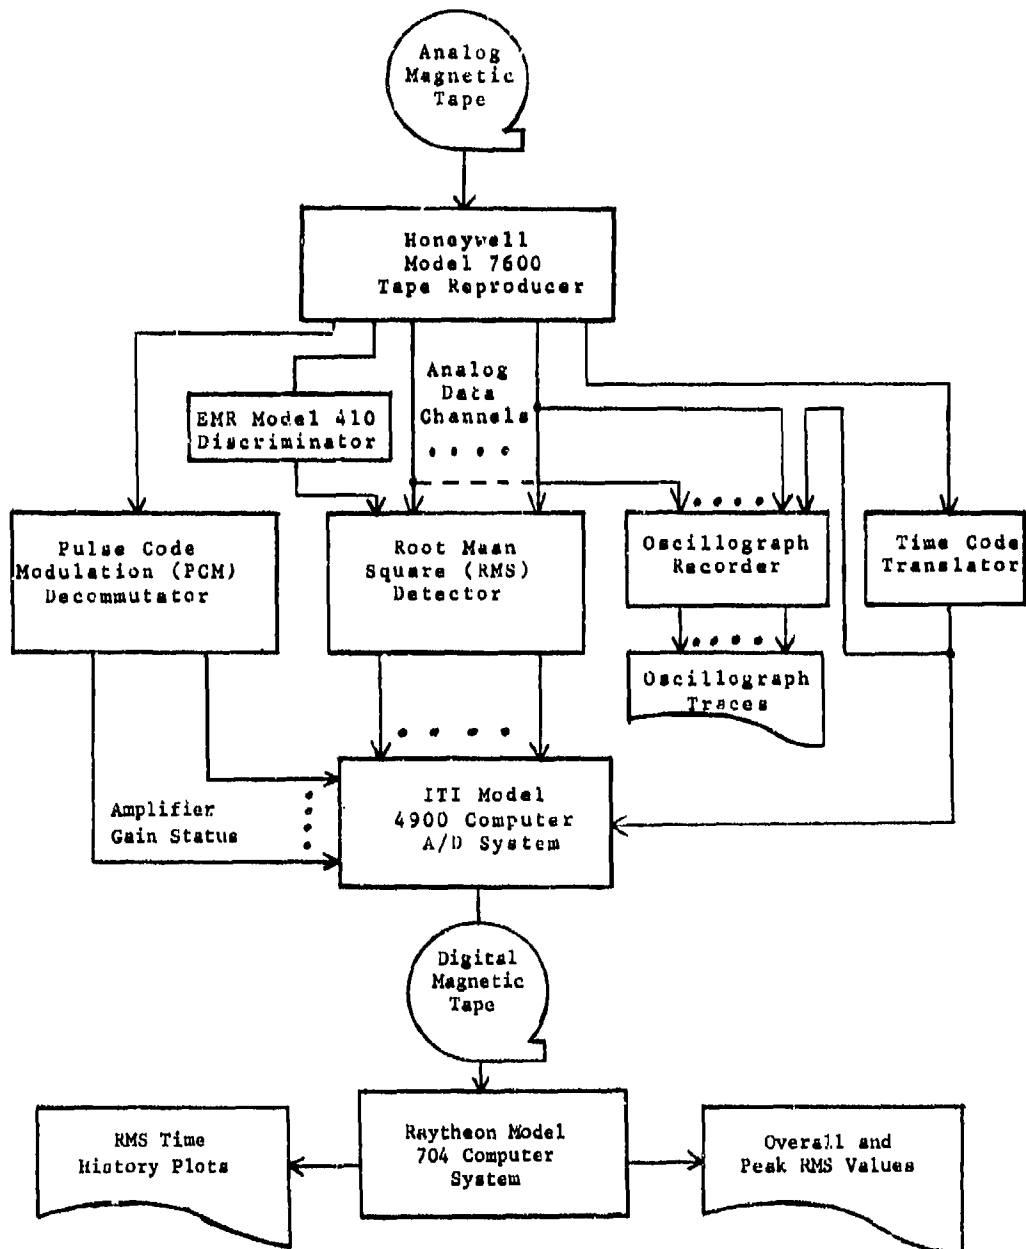 Analog
Magnetic
Tape
Honeywell
Model 7600
Tape Reproducer
Analog
Data
Channels
EMR Model 410
Discriminator
Pulse Code
Modulation (PCM)
Decommutator
Root Mean
Square (RMS)
Detector
Oscillograph
Recorder
Time Code
Translator
Oscillograph
Traces
Amplifier
Gain Status
ITI Model
4900 Computer
A/D System
Digital
Magnetic
Tape
RMS Time
History Plots
Raytheon Model
704 Computer
System
Overall and
Peak RMS Values